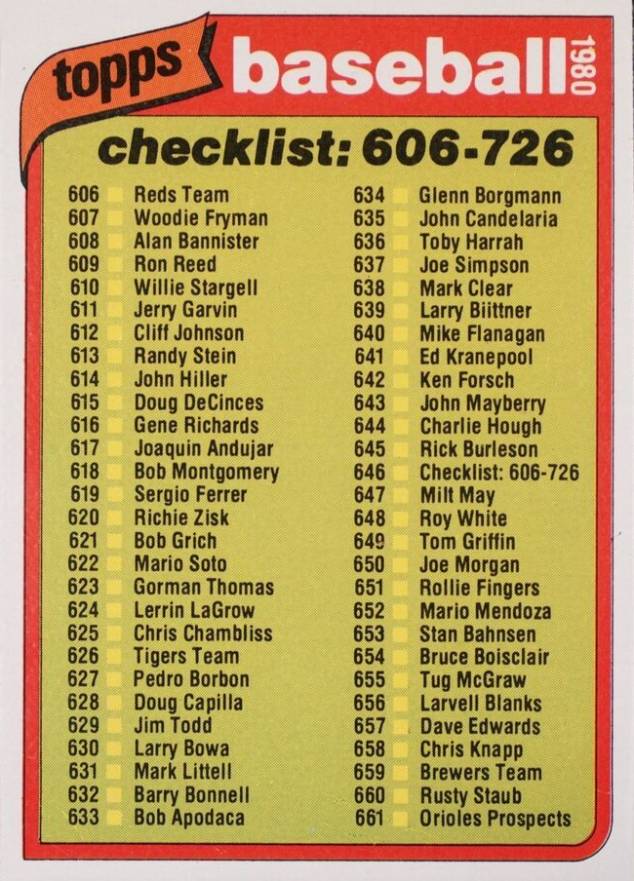 topps baseball 1980
checklist: 606-726
606 Reds Team
607 Woodie Fryman
608 Alan Bannister
609 Ron Reed
610 Willie Stargell
611 Jerry Garvin
612 Cliff Johnson
613 Randy Stein
614 John Hiller
615 Doug DeCinces
616 Gene Richards
617 Joaquin Andujar
618 Bob Montgomery
619 Sergio Ferrer
620 Richie Zisk
621 Bob Grich
622 Mario Soto
623 Gorman Thomas
624 Lerrin LaGrow
625 Chris Chambliss
626 Tigers Team
627 Pedro Borbon
628 Doug Capilla
629 Jim Todd
630 Larry Bowa
631 Mark Littell
632 Barry Bonnell
633 Bob Apodaca
634 Glenn Borgmann
635 John Candelaria
636 Toby Harrah
637 Joe Simpson
638 Mark Clear
639 Larry Biittner
640 Mike Flanagan
641 Ed Kranepool
642 Ken Forsch
643 John Mayberry
644 Charlie Hough
645 Rick Burleson
646 Checklist: 606-726
647 Milt May
648 Roy White
649 Tom Griffin
650 Joe Morgan
651 Rollie Fingers
652 Mario Mendoza
653 Stan Bahnsen
654 Bruce Boisclair
655 Tug McGraw
656 Larvell Blanks
657 Dave Edwards
658 Chris Knapp
659 Brewers Team
660 Rusty Staub
661 Orioles Prospects